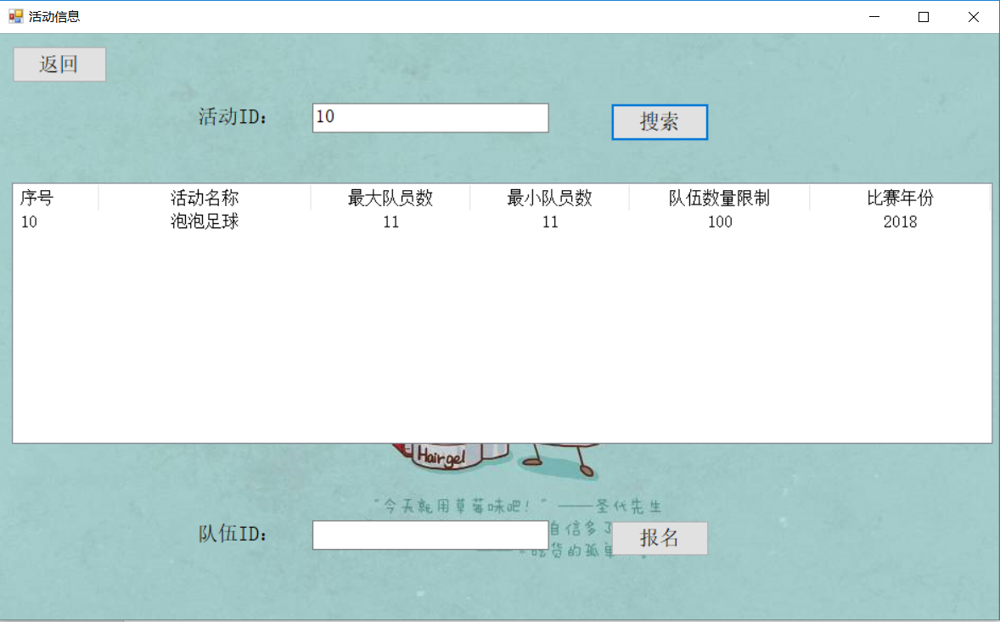 活动信息
返回
活动ID：
10
搜索
序号 活动名称 最大队员数 最小队员数 队伍数量限制 比赛年份
10 泡泡足球 11 11 100 2018
Hairgel
“今天就用草莓味吧！” ——圣代先生
队伍ID：
自信多了
报名
吃货的孤单